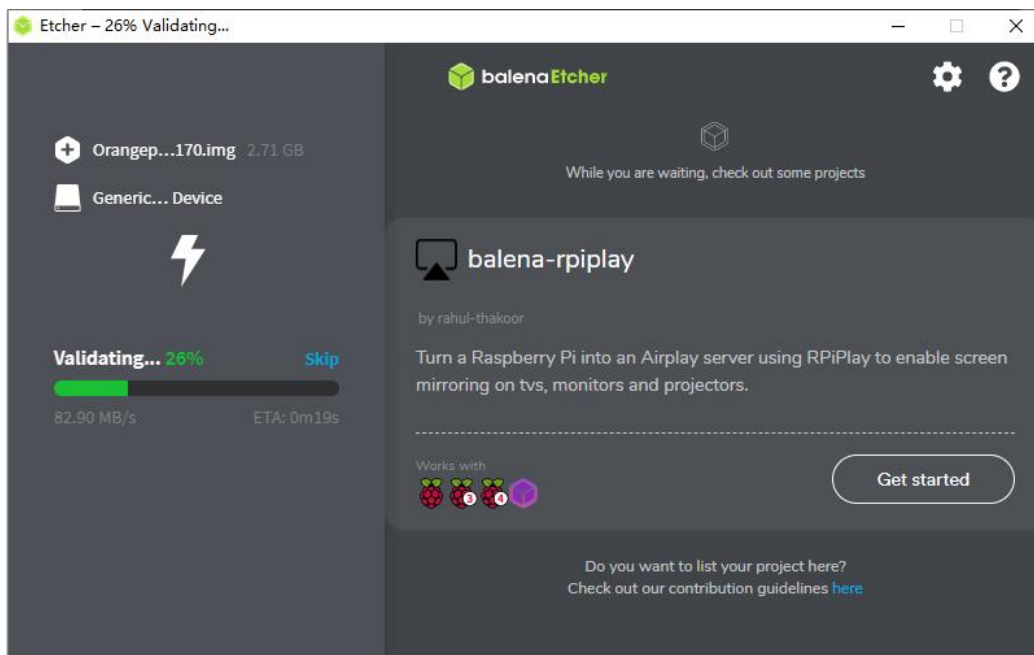 Etcher – 26% Validating...
balenaEtcher
Orangep...170.img 2.71 GB
Generic... Device
Validating... 26% Skip
82.90 MB/s ETA: 0m19s
While you are waiting, check out some projects
balena-rpiplay
by rahul-thakoor
Turn a Raspberry Pi into an Airplay server using RPiPlay to enable screen
mirroring on tvs, monitors and projectors.
Works with
3 4
Get started
Do you want to list your project here?
Check out our contribution guidelines here